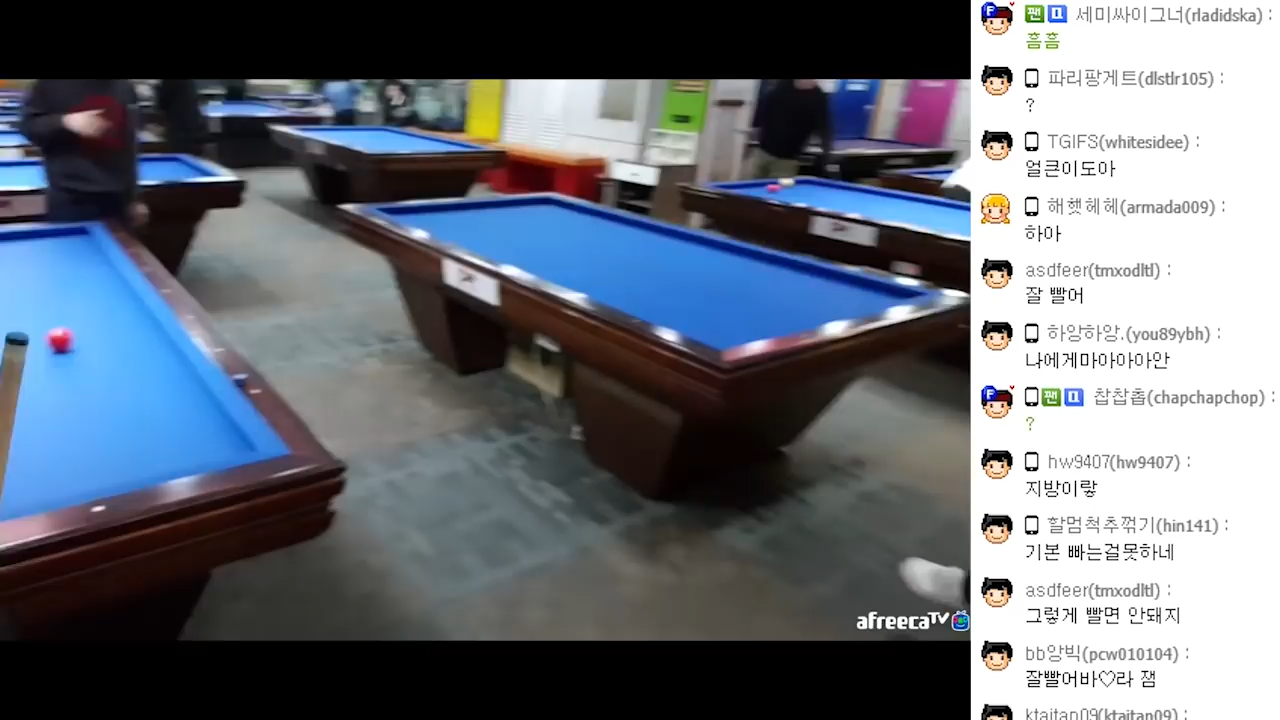 팬 세미싸이그너(rladidska) :
흠흠
파리팡게트(dlstlr105) :
?
TGIFS(whitesidee) :
얼큰이도아
해햇헤헤(armada009) :
하아
asdfeer(tmxodltl) :
잘 빨어
하앙하앙.(you89ybh) :
나에게마아아아안
팬 찹찹촙(chapchapchop) :
?
hw9407(hw9407) :
지방이랗
할멈척추꺾기(hin141) :
기본 빠는걸못하네
asdfeer(tmxodltl) :
그렇게 빨면 안돼지
bb앙빅(pcw010104) :
잘빨어바♡라 잼
ktaitan09(ktaitan09) :
afreecaTV